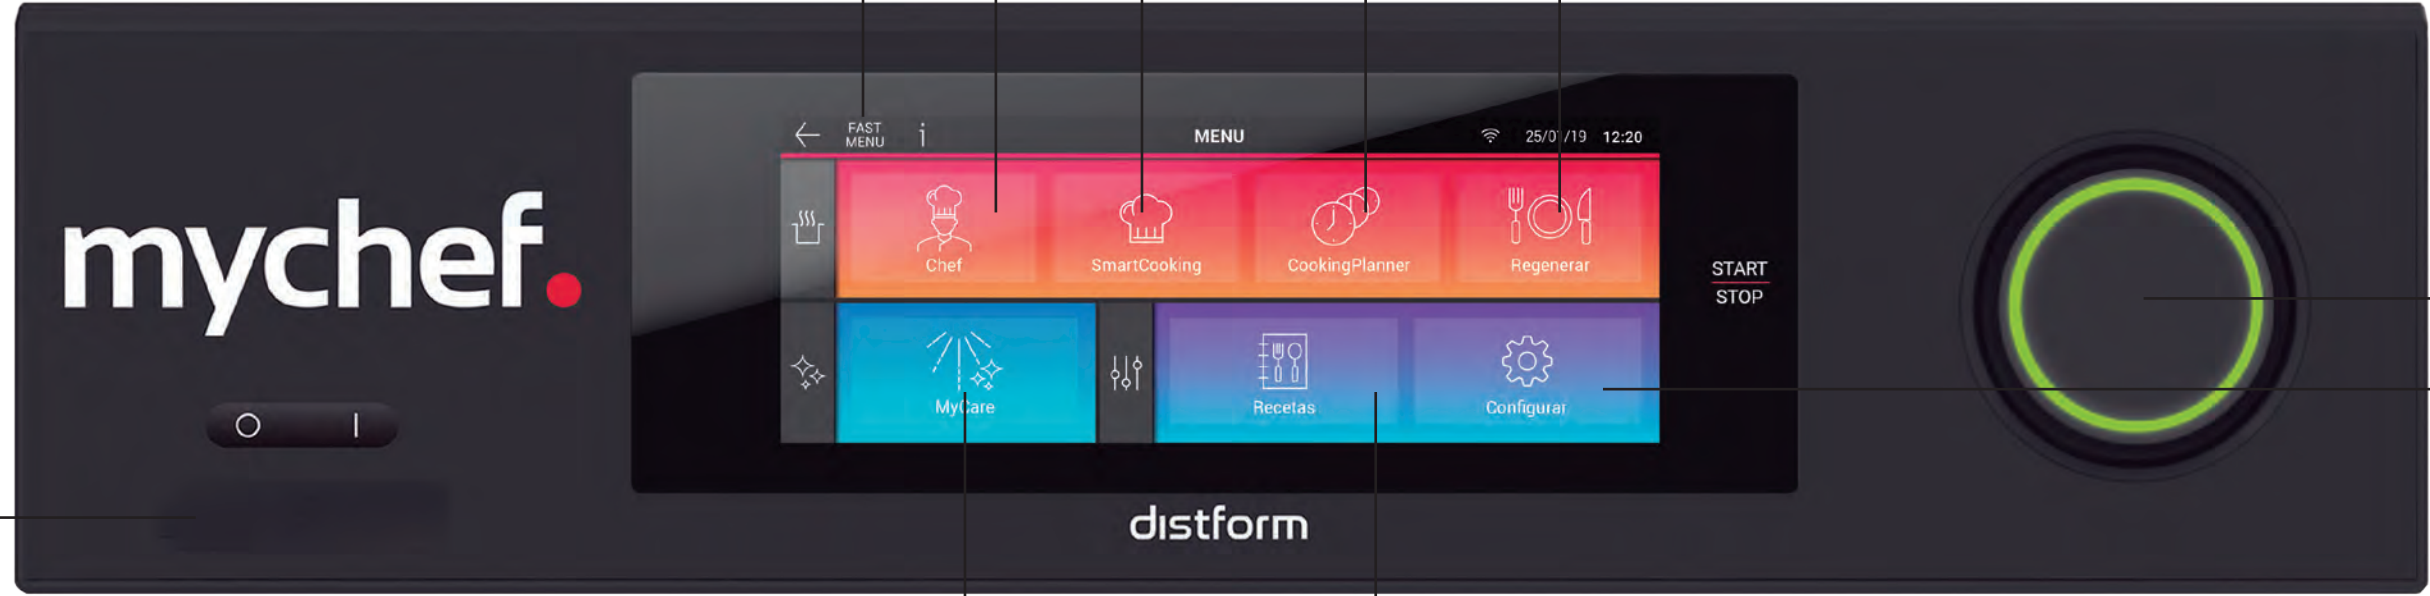 mychef.
FAST
MENU
i
MENU
12:20
Chef
SmartCooking
CookingPlanner
Regenerar
START
STOP
MyCare
Recetas
Configurar
O I
distform